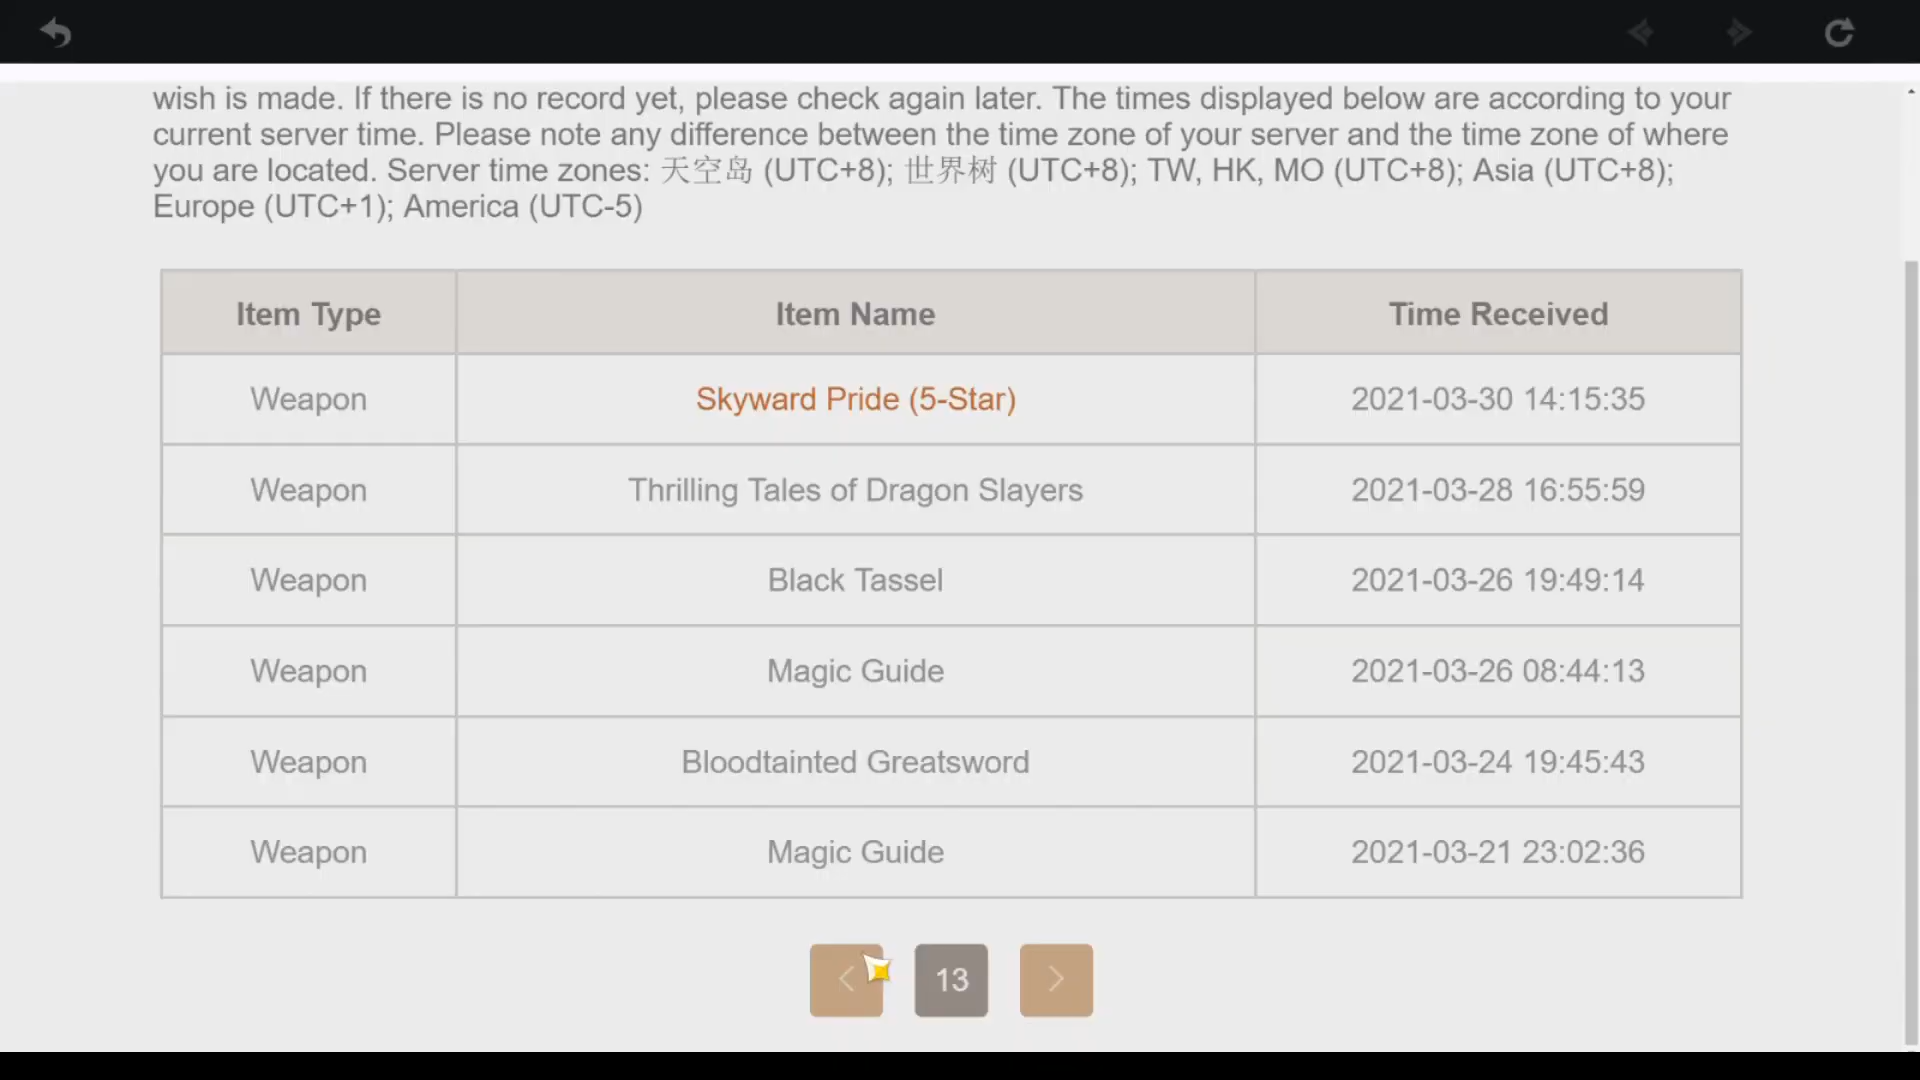 wish is made. If there is no record yet, please check again later. The times displayed below are according to your
current server time. Please note any difference between the time zone of your server and the time zone of where
you are located. Server time zones: 天空岛 (UTC+8); 世界树 (UTC+8); TW, HK, MO (UTC+8); Asia (UTC+8);
Europe (UTC+1); America (UTC-5)
Item Type Item Name Time Received
Weapon Skyward Pride (5-Star) 2021-03-30 14:15:35
Weapon Thrilling Tales of Dragon Slayers 2021-03-28 16:55:59
Weapon Black Tassel 2021-03-26 19:49:14
Weapon Magic Guide 2021-03-26 08:44:13
Weapon Bloodtainted Greatsword 2021-03-24 19:45:43
Weapon Magic Guide 2021-03-21 23:02:36
13